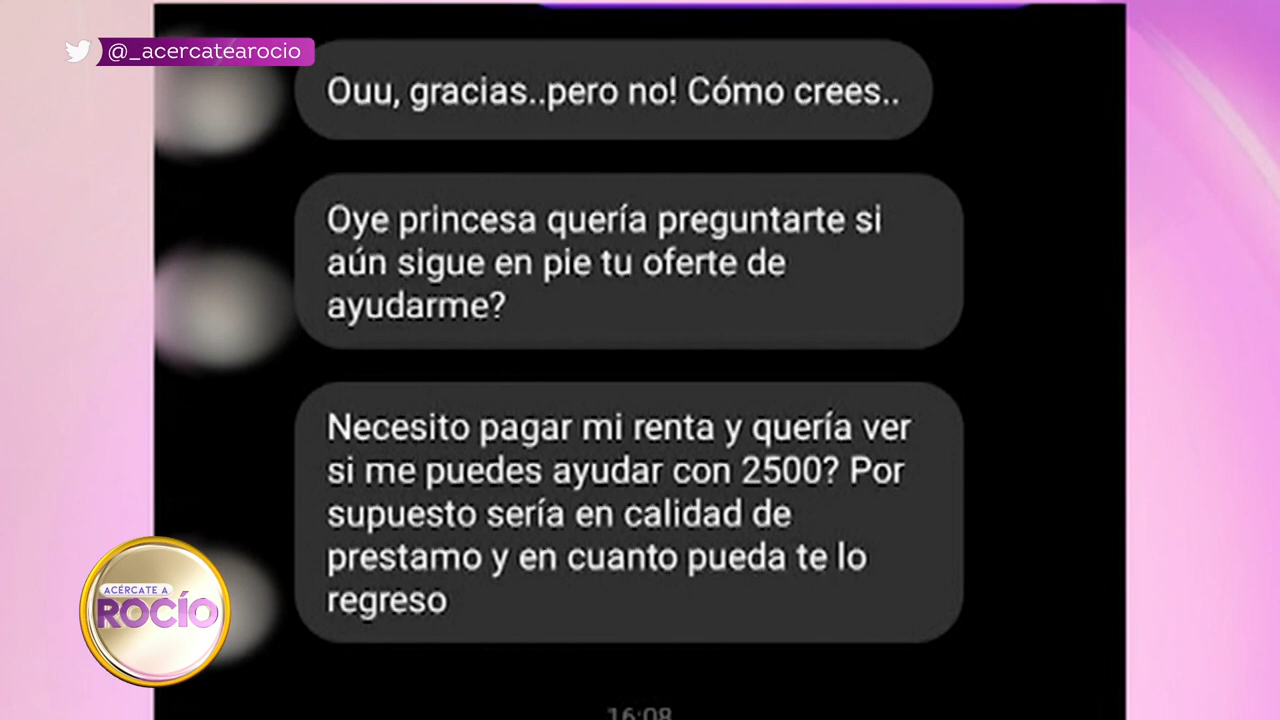 @_acercatearocio
Ouu, gracias..pero no! Cómo crees..
Oye princesa quería preguntarte si
aún sigue en pie tu oferte de
ayudarme?
Necesito pagar mi renta y quería ver
si me puedes ayudar con 2500? Por
supuesto sería en calidad de
prestamo y en cuanto pueda te lo
regreso
ACÉRCATE A
ROCÍO
16:08